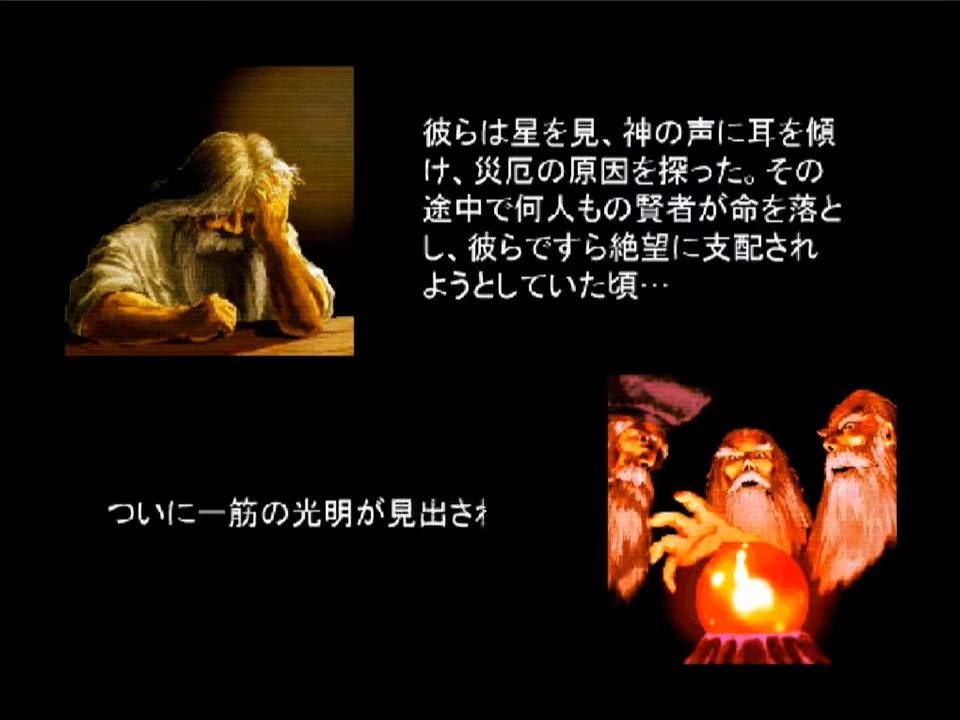 彼らは星を見、神の声に耳を傾
け、災厄の原因を探った。その
途中で何人もの賢者が命を落と
し、彼らですら絶望に支配され
ようとしていた頃…
ついに一筋の光明が見出され